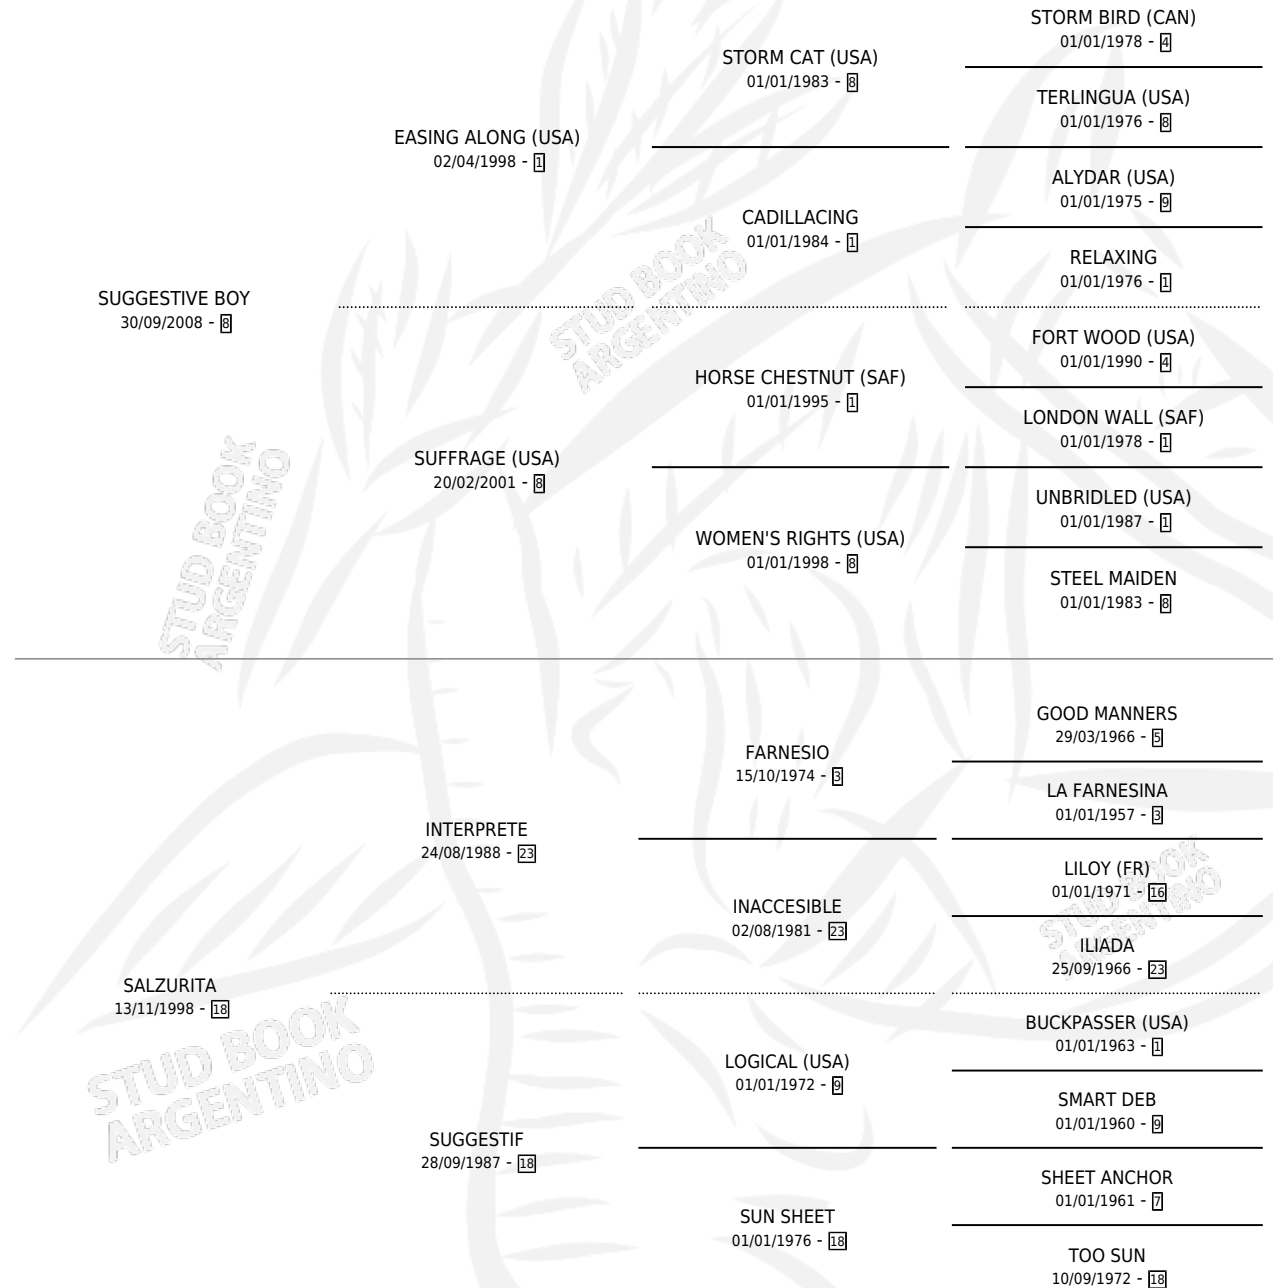 STORM BIRD (CAN)
01/01/1978 - 4
STORM CAT (USA)
01/01/1983 - 8
TERLINGUA (USA)
01/01/1976 - 8
EASING ALONG (USA)
02/04/1998 - 1
ALYDAR (USA)
01/01/1975 - 9
CADILLACING
01/01/1984 - 1
RELAXING
01/01/1976 - 1
SUGGESTIVE BOY
30/09/2008 - 8
FORT WOOD (USA)
01/01/1990 - 4
HORSE CHESTNUT (SAF)
01/01/1995 - 1
LONDON WALL (SAF)
01/01/1978 - 1
SUFFRAGE (USA)
20/02/2001 - 8
UNBRIDLED (USA)
01/01/1987 - 1
WOMEN'S RIGHTS (USA)
01/01/1998 - 8
STEEL MAIDEN
01/01/1983 - 8
GOOD MANNERS
29/03/1966 - 5
FARNESIO
15/10/1974 - 3
LA FARNESINA
01/01/1957 - 3
INTERPRETE
24/08/1988 - 23
LILOY (FR)
01/01/1971 - 16
INACCESIBLE
02/08/1981 - 23
ILIADA
25/09/1966 - 23
SALZURITA
13/11/1998 - 18
BUCKPASSER (USA)
01/01/1963 - 1
LOGICAL (USA)
01/01/1972 - 9
SMART DEB
01/01/1960 - 9
SUGGESTIF
28/09/1987 - 18
SHEET ANCHOR
01/01/1961 - 7
SUN SHEET
01/01/1976 - 18
TOO SUN
10/09/1972 - 18
STUD BOOK
ARGENTINO
STUD BOOK
ARGENTINO
STUD BOOK
ARGENTINO
STUD BOOK
ARGENTINO